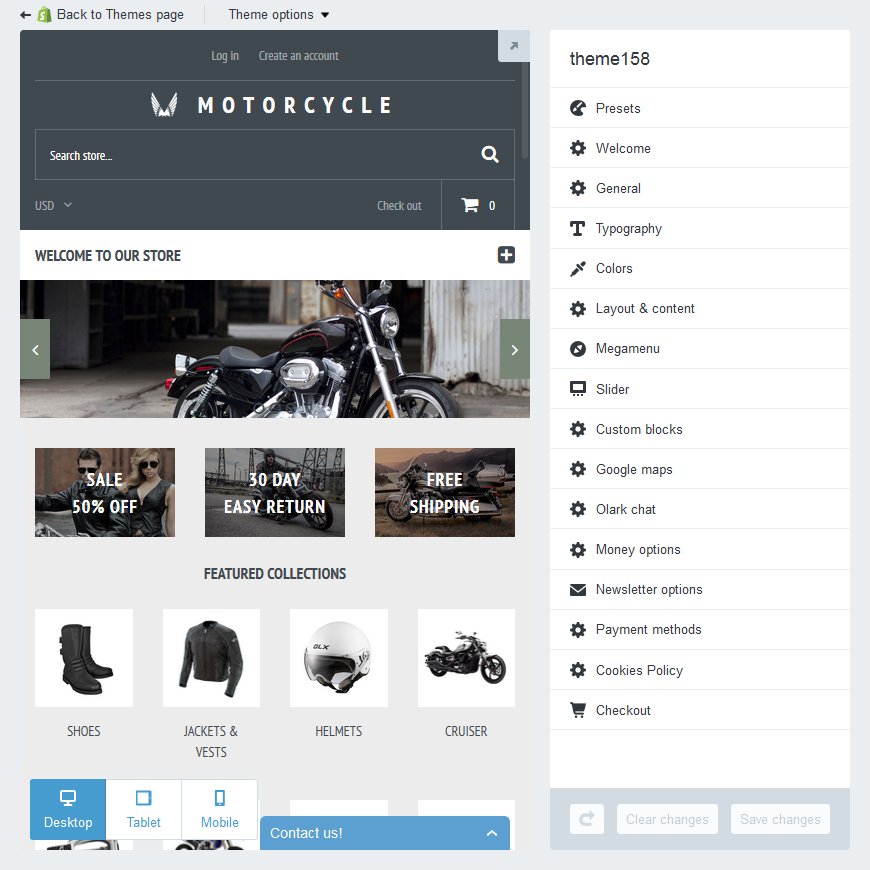 Back to Themes page
Theme options
Log in
Create an account
MOTORCYCLE
Search store...
USD
Check out
0
WELCOME TO OUR STORE
SALE
50% OFF
30 DAY
EASY RETURN
FREE
SHIPPING
FEATURED COLLECTIONS
GLX
SHOES
JACKETS &
VESTS
HELMETS
CRUISER
Desktop
Tablet
Mobile
Contact us!
theme158
Presets
Welcome
General
Typography
Colors
Layout & content
Megamenu
Slider
Custom blocks
Google maps
Olark chat
Money options
Newsletter options
Payment methods
Cookies Policy
Checkout
Clear changes
Save changes